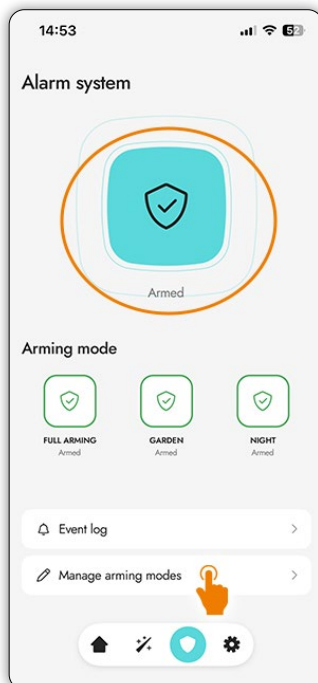 14:53
52
Alarm system
Armed
Arming mode
FULL ARMING GARDEN NIGHT
Armed Armed Armed
Event log
Manage arming modes